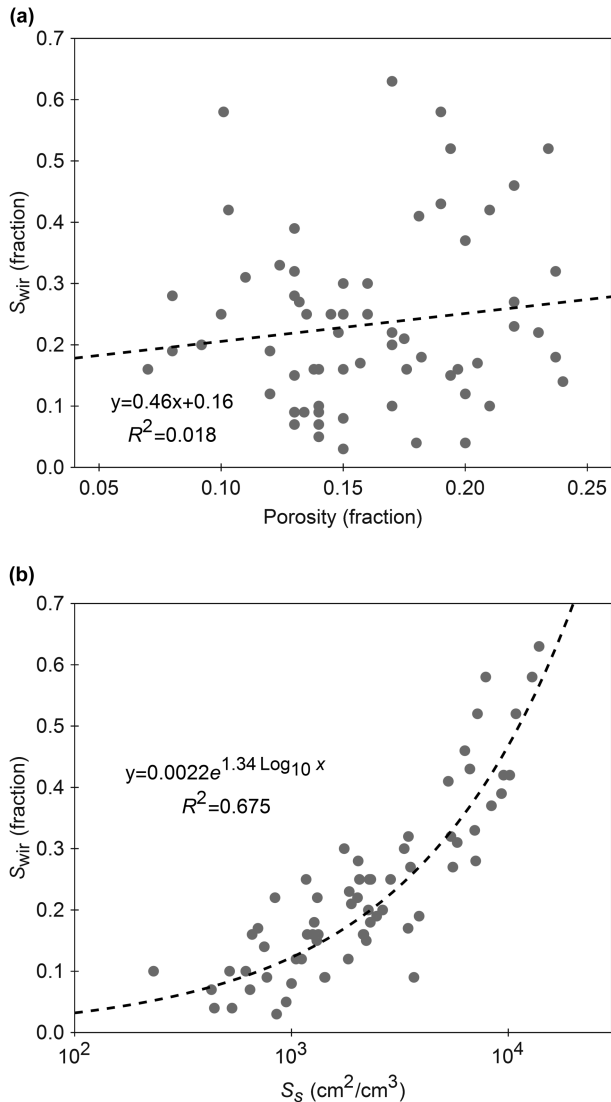 (a)
0.7
0.6
0.5
0.4
0.3
0.2
0.1
0.0
Swir (fraction)
y=0.46x+0.16
R²=0.018
0.05 0.10 0.15 0.20 0.25
Porosity (fraction)
(b)
0.7
0.6
0.5
0.4
0.3
0.2
0.1
0.0
Swir (fraction)
y=0.0022e^1.34 Log₁₀ x
R²=0.675
10² 10³ 10⁴
Ss (cm²/cm³)